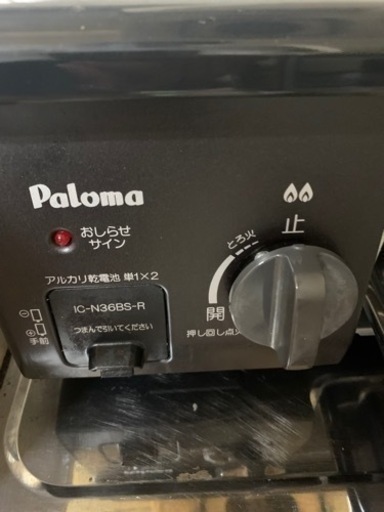 Paloma
おしらせ
サイン
アルカリ乾電池 単1×2
IC-N36BS-R
つまんで引いてください
手前
止
とろ火
開
押し回し点